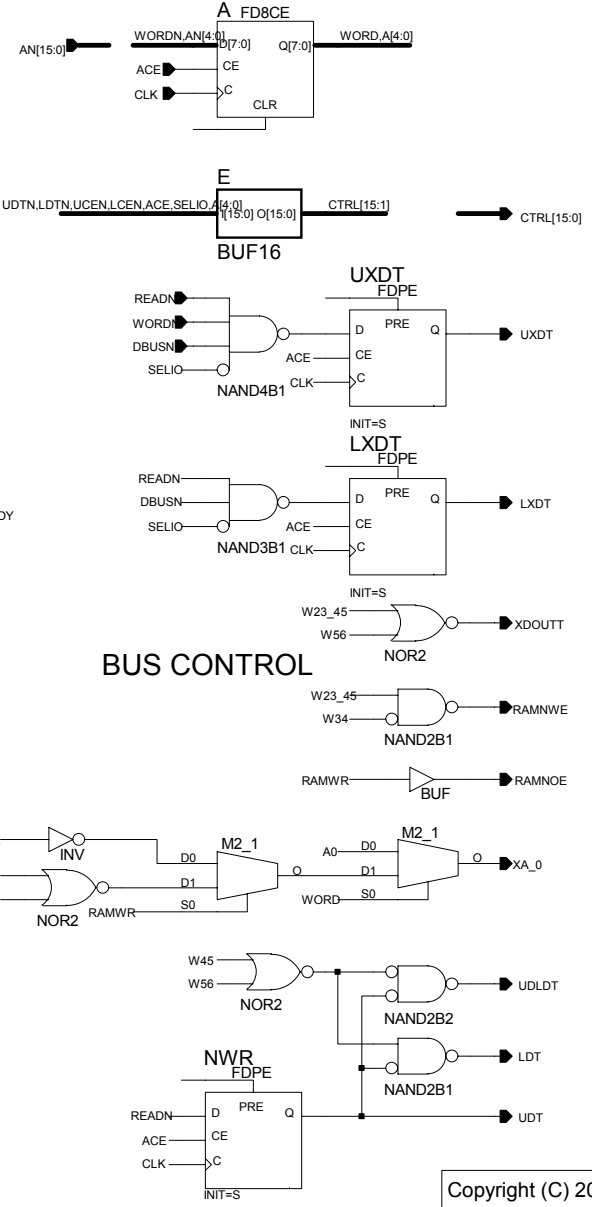 A FD8CE
AN[15:0] WORDN,AN[4:0] D[7:0] Q[7:0] WORD,A[4:0]
ACE CE
CLK C
CLR
E
UDTN,LDTN,UCEN,LCEN,ACE,SELIO,A[4:0] I[15:0] O[15:0] CTRL[15:1] CTRL[15:0]
BUF16
UXDT
FDPE
READN
WORDN D PRE Q UXDT
DBUSN ACE CE
SELIO NAND4B1 CLK C
INIT=S
LXDT
FDPE
READN
DBUSN D PRE Q LXDT
SELIO ACE CE
NAND3B1 CLK C
DY
INIT=S
W23_45 XDOUTT
W56
NOR2
BUS CONTROL
W23_45 RAMNWE
W34
NAND2B1
RAMWR BUF RAMNOE
INV D0 M2_1 A0 D0 M2_1
D1 O D1 O XA_0
NOR2 RAMWR S0 WORD S0
W45
W56 UDLDT
NOR2 NAND2B2
NWR LDT
FDPE NAND2B1
READN D PRE Q UDT
ACE CE
CLK C
INIT=S
Copyright (C) 20